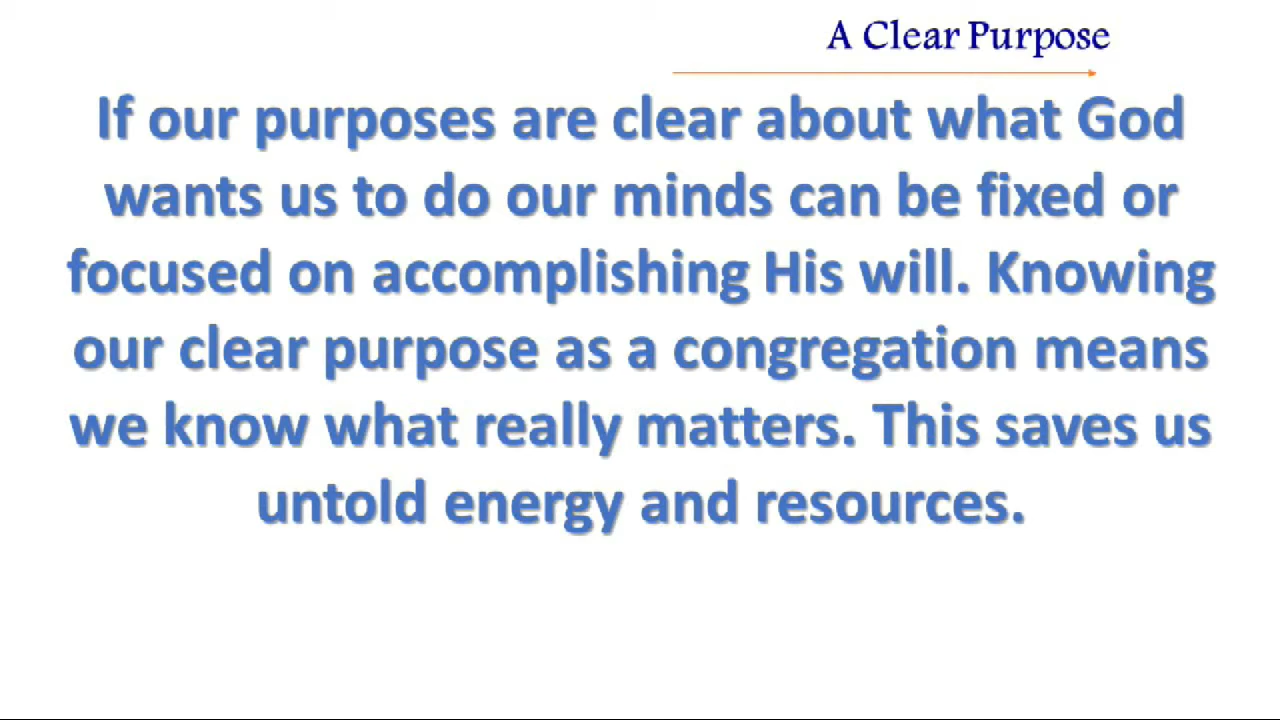 A Clear Purpose
If our purposes are clear about what God
wants us to do our minds can be fixed or
focused on accomplishing His will. Knowing
our clear purpose as a congregation means
we know what really matters. This saves us
untold energy and resources.